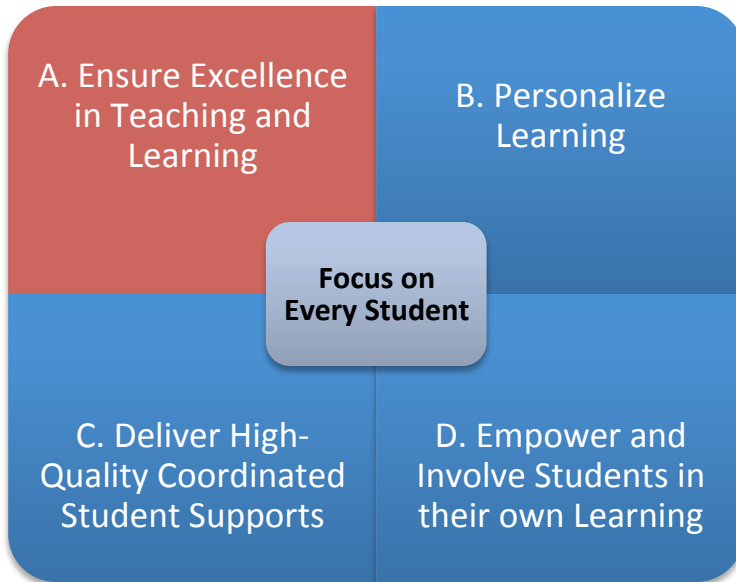 A. Ensure Excellence
in Teaching and
Learning
B. Personalize
Learning
Focus on
Every Student
C. Deliver High-
Quality Coordinated
Student Supports
D. Empower and
Involve Students in
their own Learning